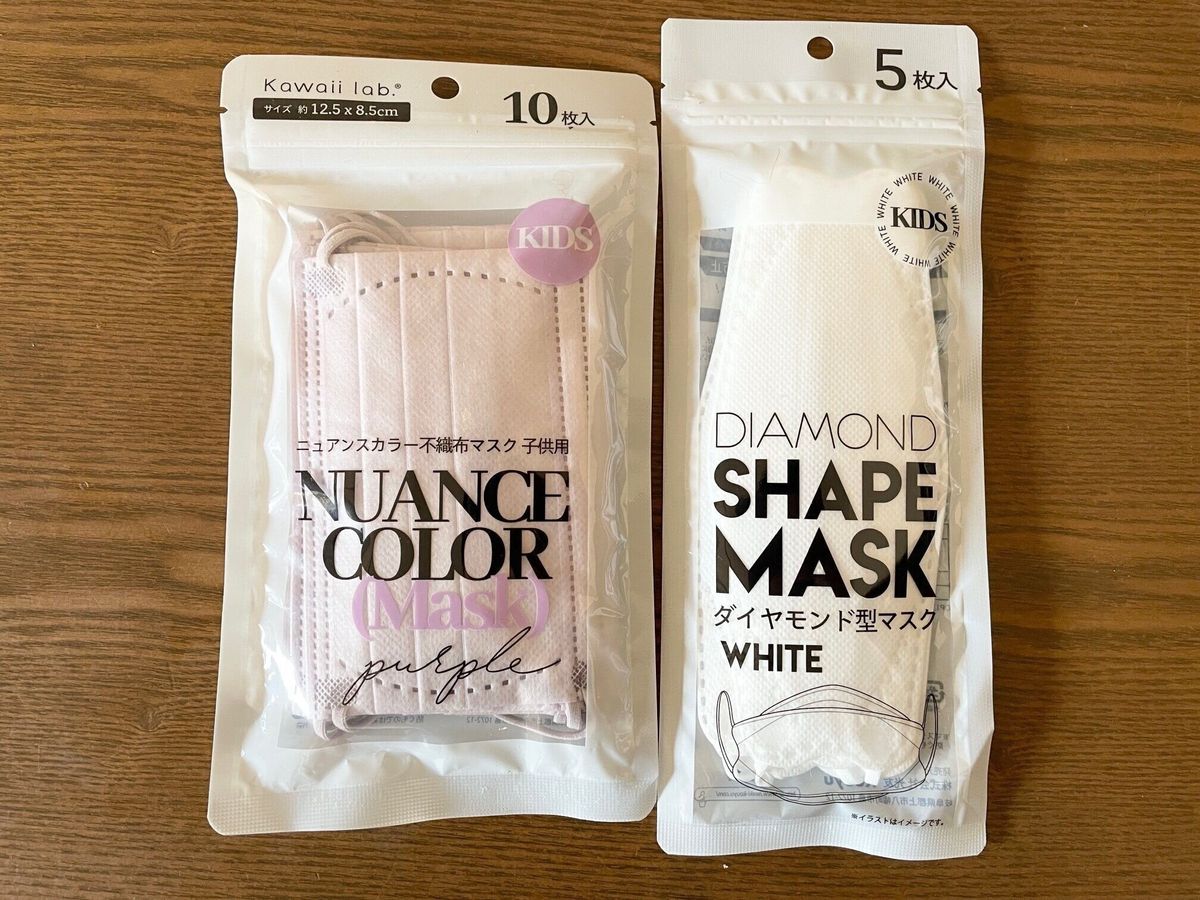 Kawaii lab.®
サイズ 約 12.5 x 8.5cm
10枚入
KIDS
ニュアンスカラー不織布マスク 子供用
NUANCE
COLOR
(Mask)
purple
5枚入
WHITE WHITE WHITE WHITE WHITE WHITE
KIDS
DIAMOND
SHAPE
MASK
ダイヤモンド型マスク
WHITE
※イラストはイメージです。